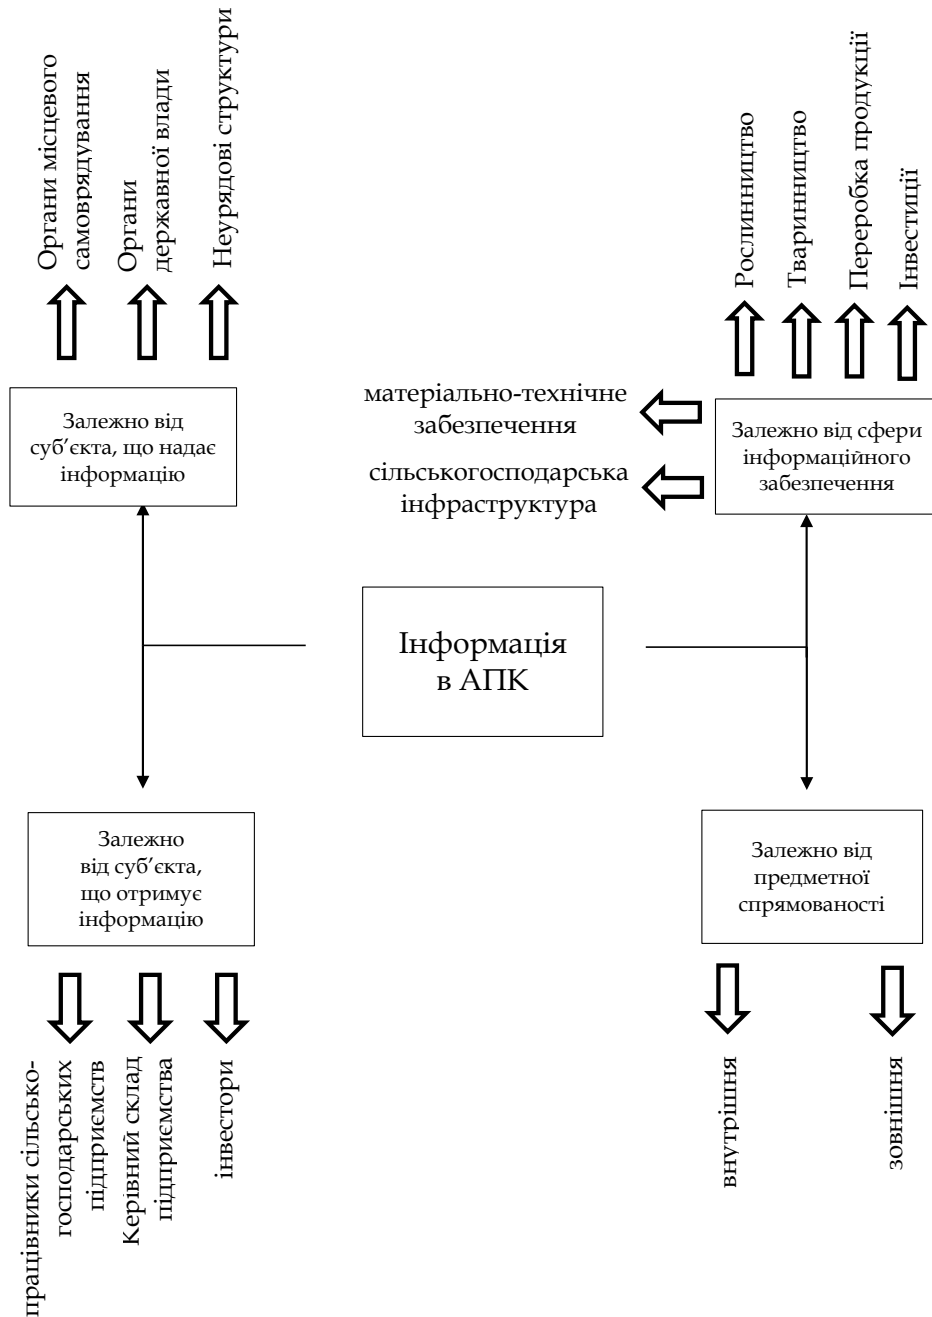 Органи місцевого
самоврядування
Органи
державної влади
Неурядові структури
Рослинництво
Тваринництво
Переробка продукції
Інвестиції
Залежно від
суб’єкта, що надає
інформацію
матеріально-технічне
забезпечення
сільськогосподарська
інфраструктура
Залежно від сфери
інформаційного
забезпечення
Інформація
в АПК
Залежно
від суб’єкта,
що отримує
інформацію
Залежно від
предметної
спрямованості
працівники сільсько-
господарських
підприємств
Керівний склад
підприємства
інвестори
внутрішня
зовнішня